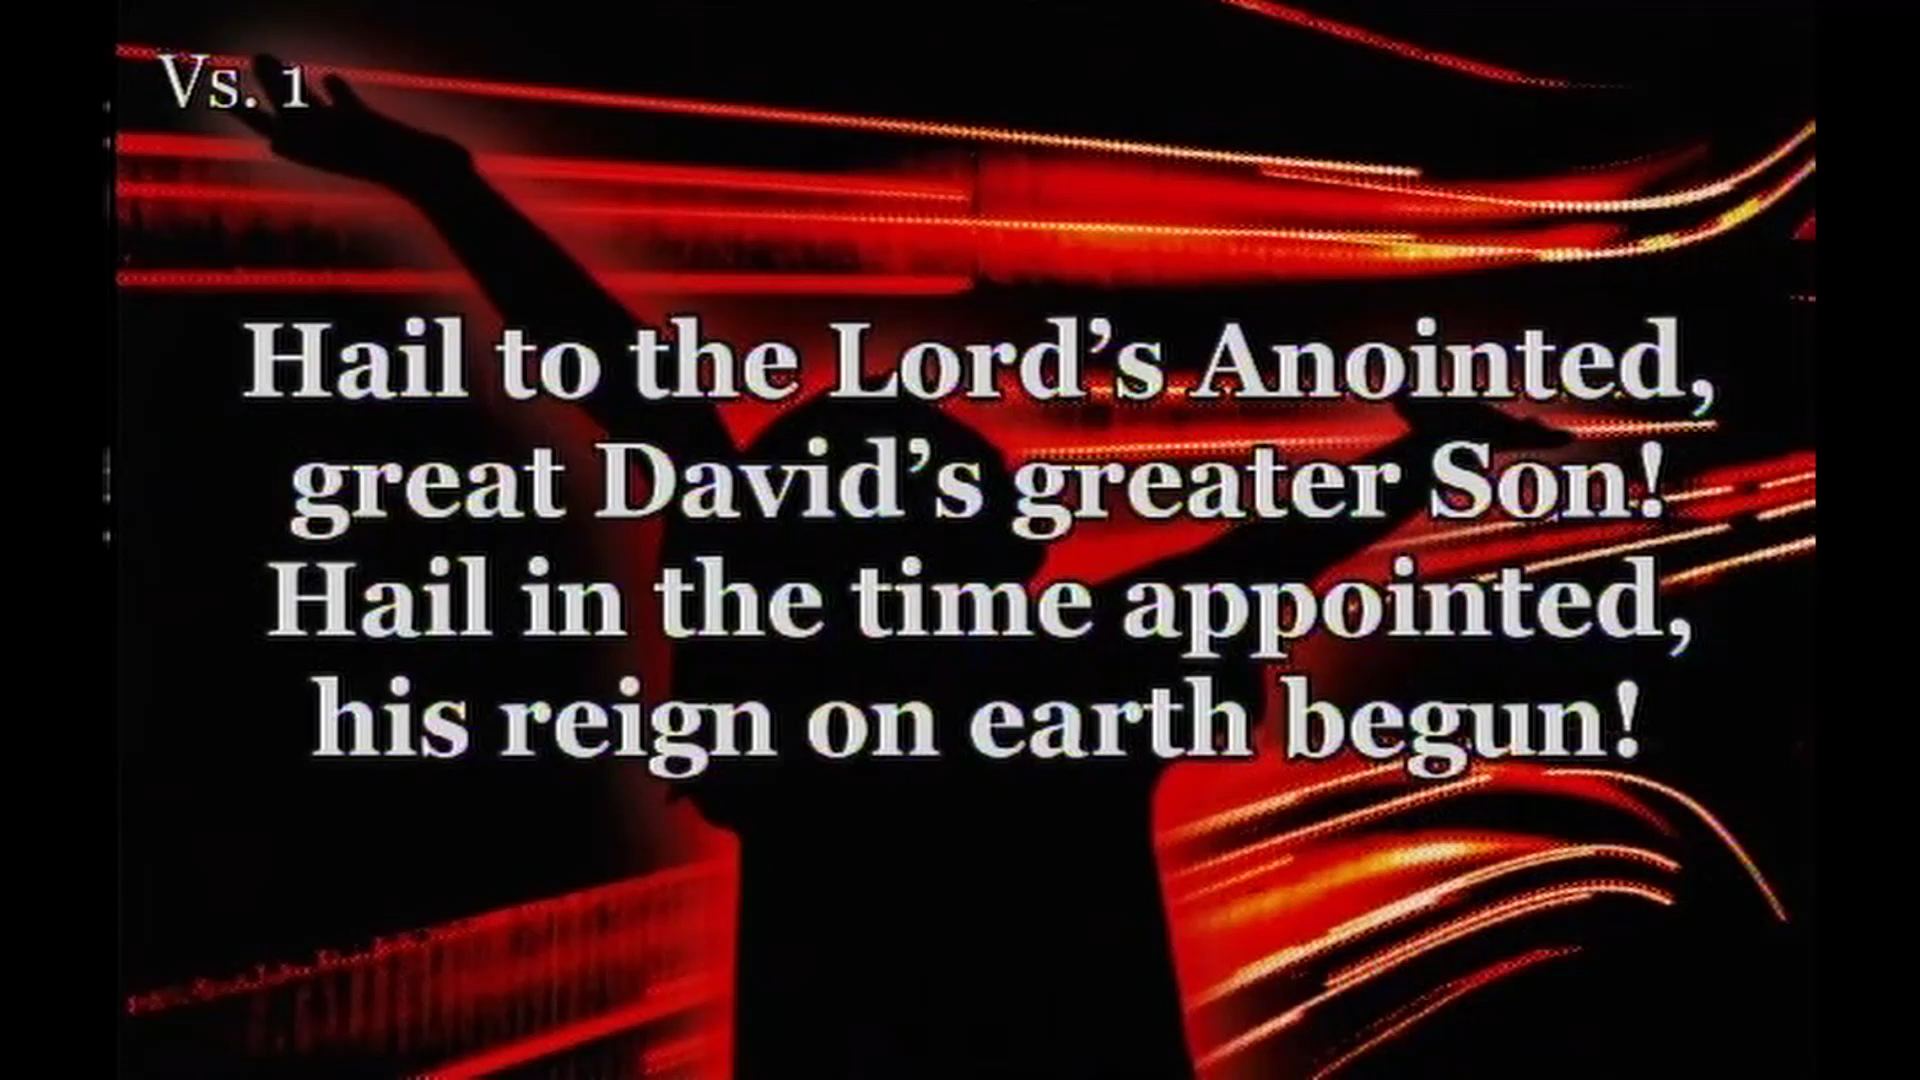 Vs. 1
Hail to the Lord’s Anointed,
great David’s greater Son!
Hail in the time appointed,
his reign on earth begun!